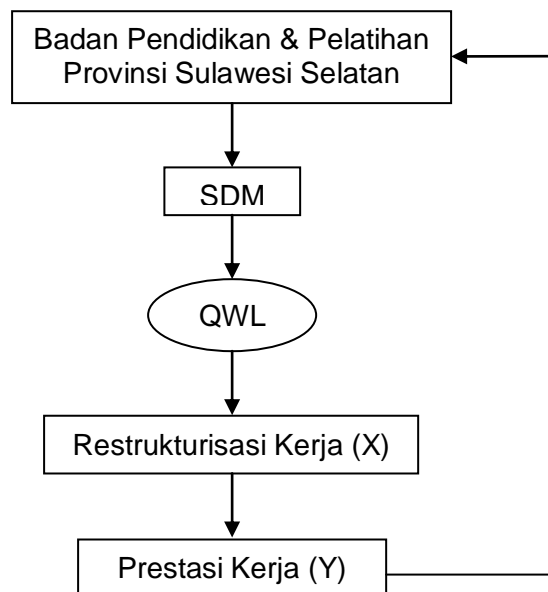 Badan Pendidikan & Pelatihan
Provinsi Sulawesi Selatan
SDM
QWL
Restrukturisasi Kerja (X)
Prestasi Kerja (Y)